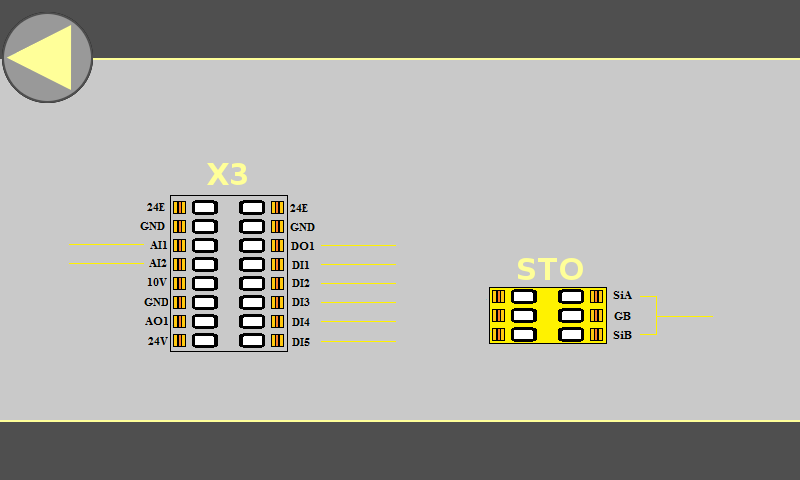 X3
24E 24E
GND GND
AI1 DO1
AI2 DI1
10V DI2
GND DI3
AO1 DI4
24V DI5
STO
SiA
GB
SiB